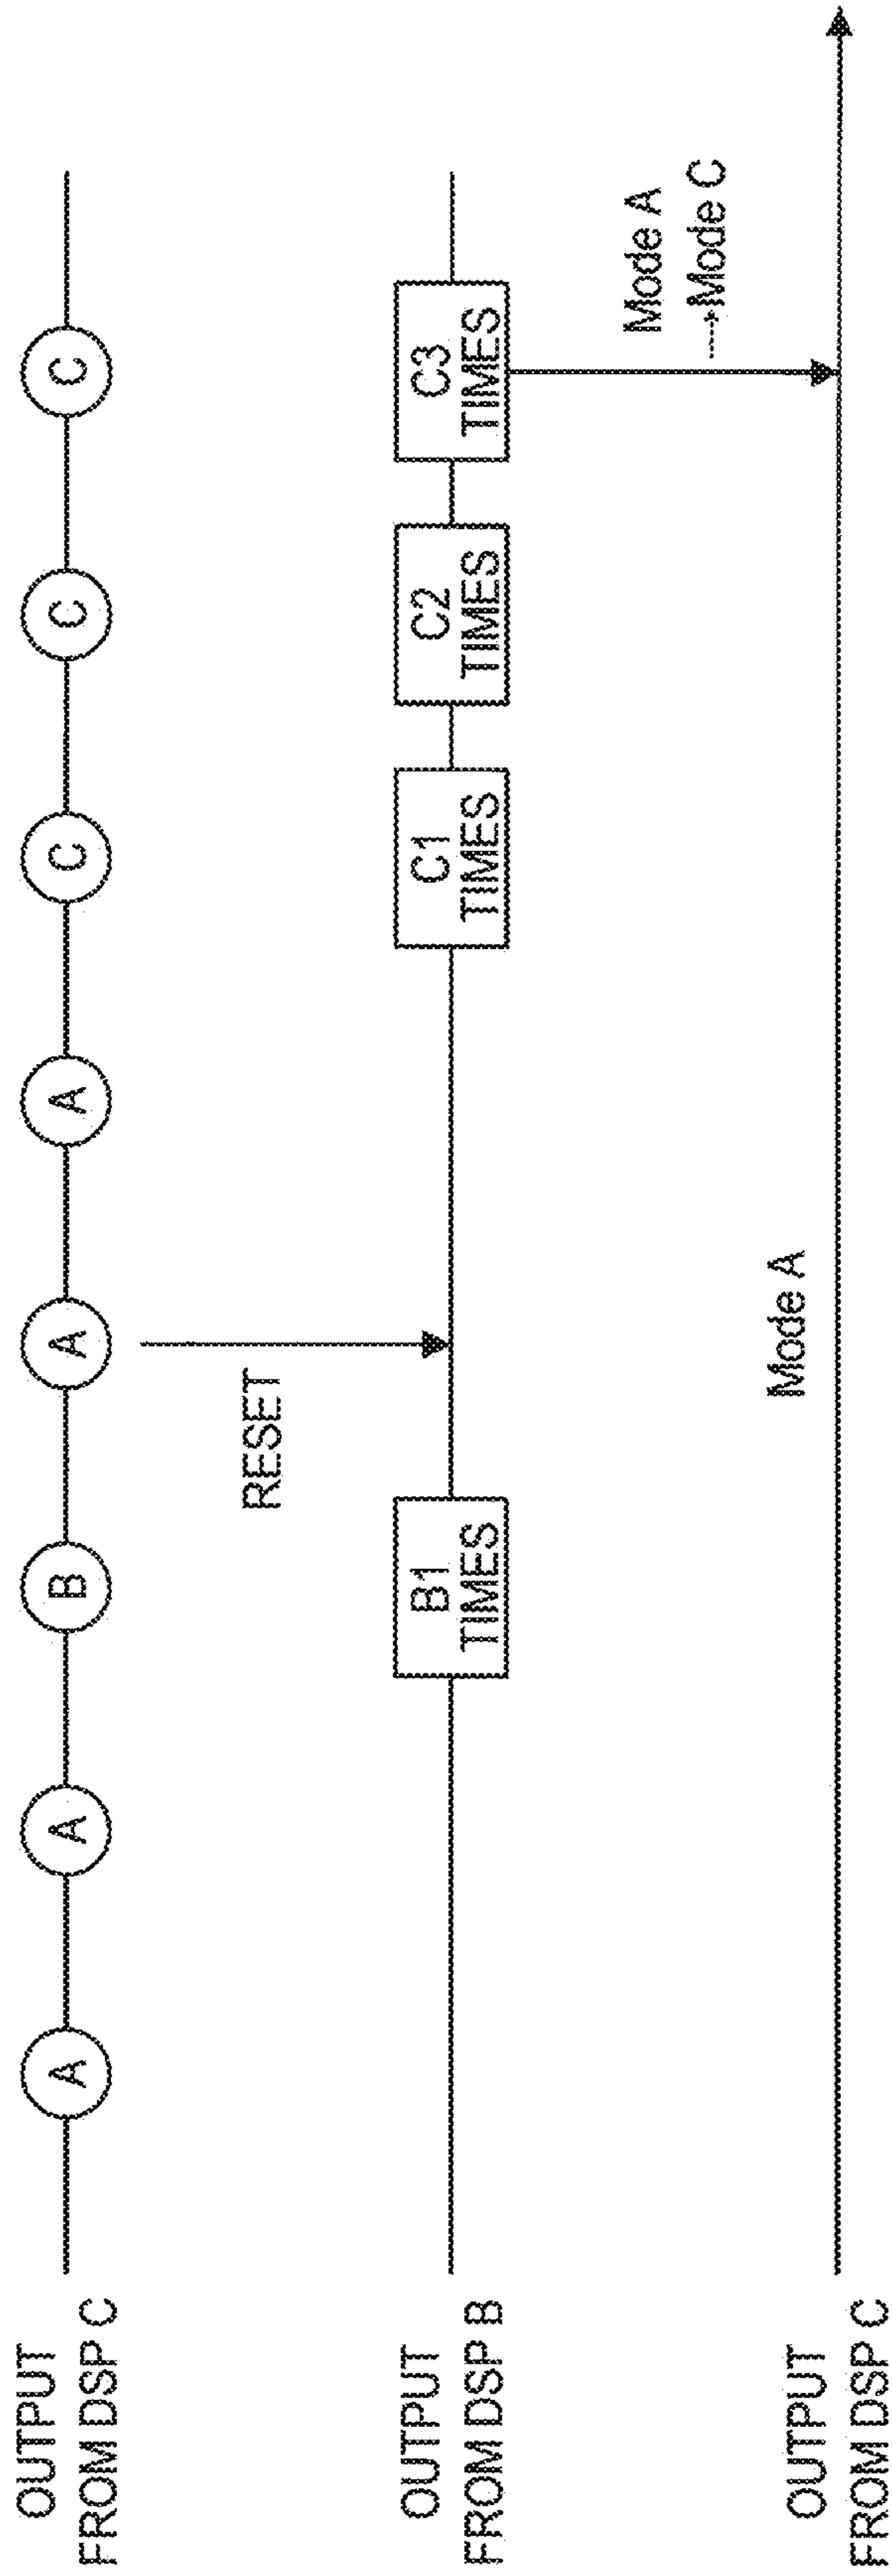 OUTPUT
FROM DSP C
A
A
B
A
A
C
C
C
RESET
OUTPUT
FROM DSP B
B1
TIMES
C1
TIMES
C2
TIMES
C3
TIMES
Mode A
→Mode C
OUTPUT
FROM DSP C
Mode A